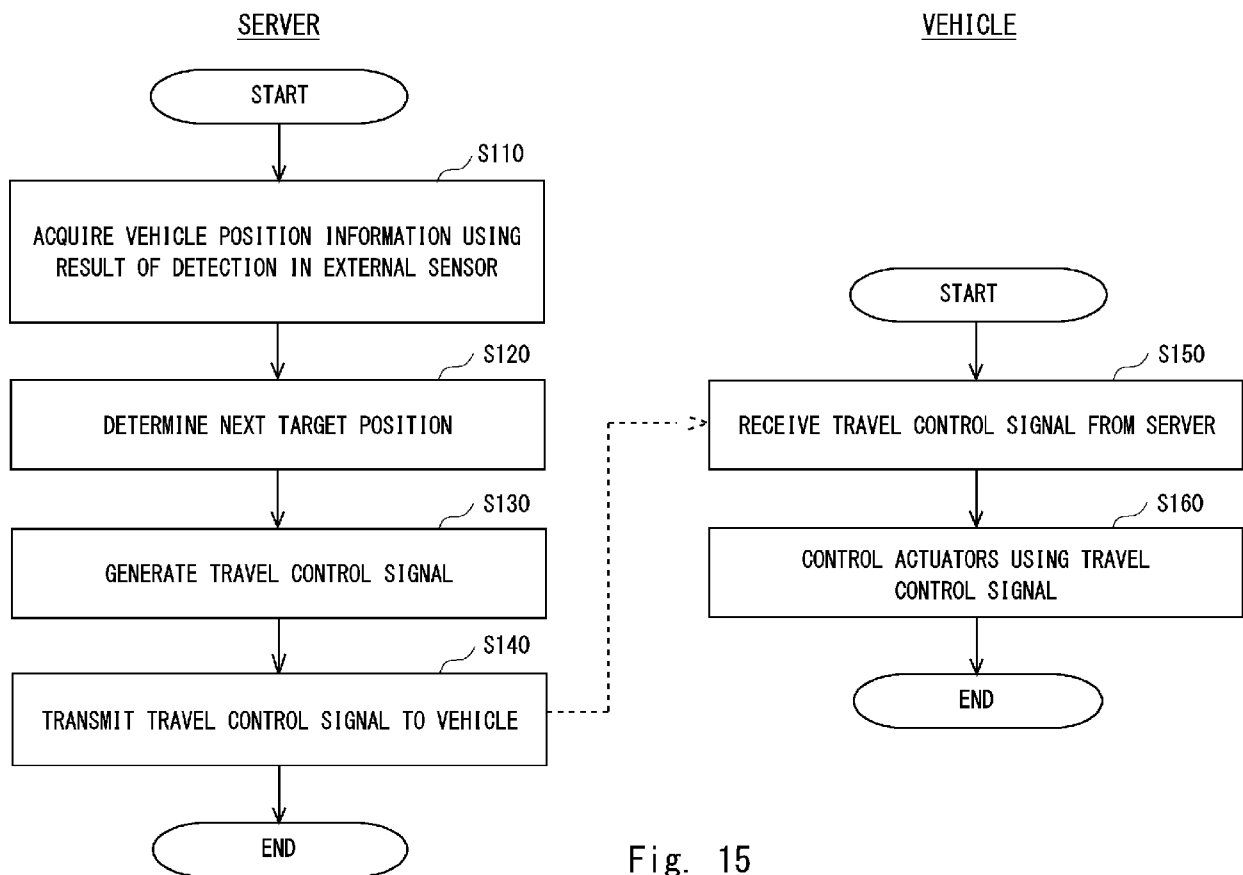 SERVER
START
S110
ACQUIRE VEHICLE POSITION INFORMATION USING
RESULT OF DETECTION IN EXTERNAL SENSOR
S120
DETERMINE NEXT TARGET POSITION
S130
GENERATE TRAVEL CONTROL SIGNAL
S140
TRANSMIT TRAVEL CONTROL SIGNAL TO VEHICLE
END
VEHICLE
START
S150
RECEIVE TRAVEL CONTROL SIGNAL FROM SERVER
S160
CONTROL ACTUATORS USING TRAVEL
CONTROL SIGNAL
END
Fig. 15